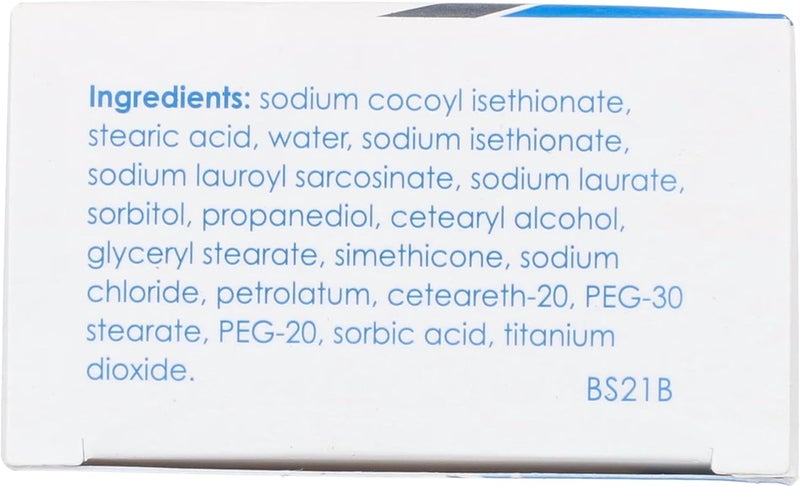 Ingredients: sodium cocoyl isethionate,
stearic acid, water, sodium isethionate,
sodium lauroyl sarcosinate, sodium laurate,
sorbitol, propanediol, cetearyl alcohol,
glyceryl stearate, simethicone, sodium
chloride, petrolatum, ceteareth-20, PEG-30
stearate, PEG-20, sorbic acid, titanium
dioxide.
BS21B